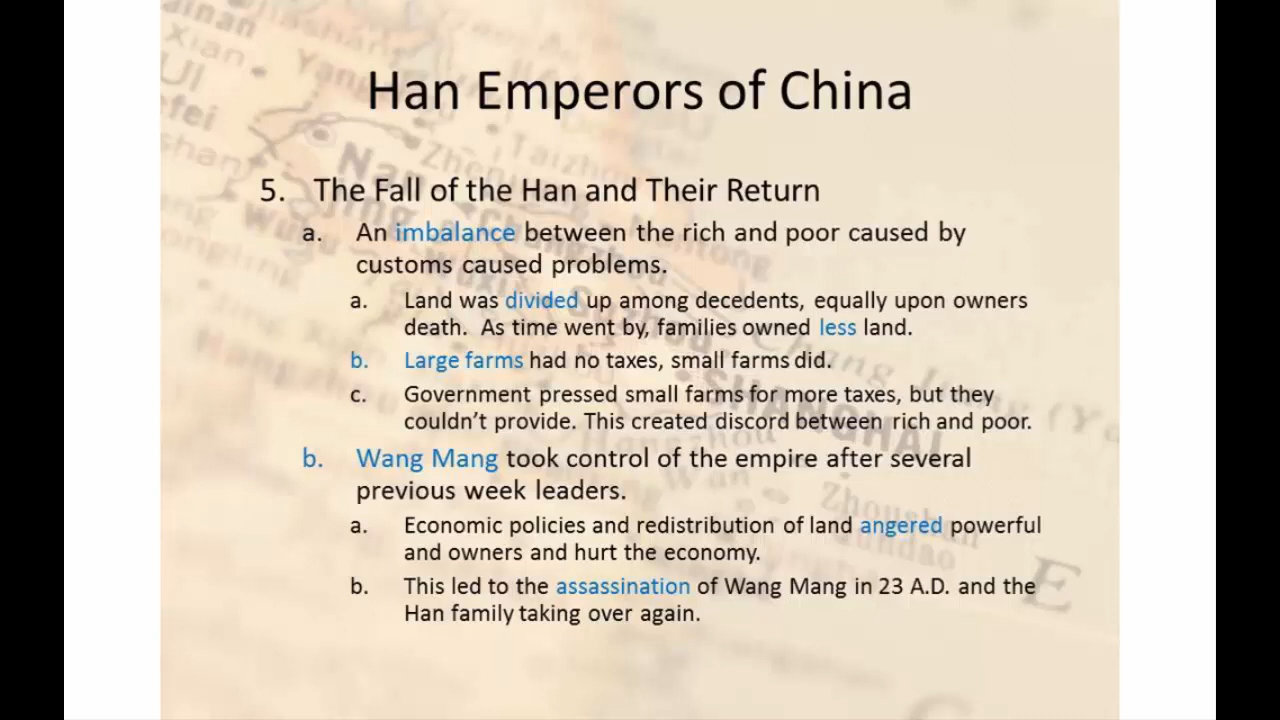 Han Emperors of China
5. The Fall of the Han and Their Return
a. An imbalance between the rich and poor caused by
customs caused problems.
a. Land was divided up among decedents, equally upon owners
death. As time went by, families owned less land.
b. Large farms had no taxes, small farms did.
c. Government pressed small farms for more taxes, but they
couldn't provide. This created discord between rich and poor.
b. Wang Mang took control of the empire after several
previous week leaders.
a. Economic policies and redistribution of land angered powerful
and owners and hurt the economy.
b. This led to the assassination of Wang Mang in 23 A.D. and the
Han family taking over again.